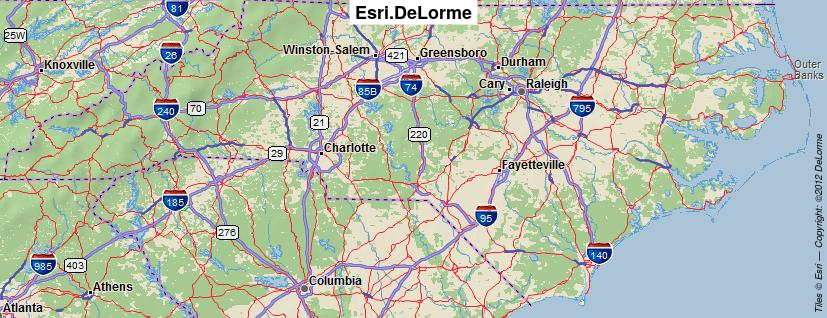 Esri.DeLorme
81
25W
26
Knoxville
Winston-Salem
421
Greensboro
Durham
Outer
Banks
85B
74
Cary
Raleigh
240
70
795
21
220
29
Charlotte
Fayetteville
185
95
276
140
985
403
Columbia
Athens
Atlanta
Tiles © Esri — Copyright: ©2012 DeLorme